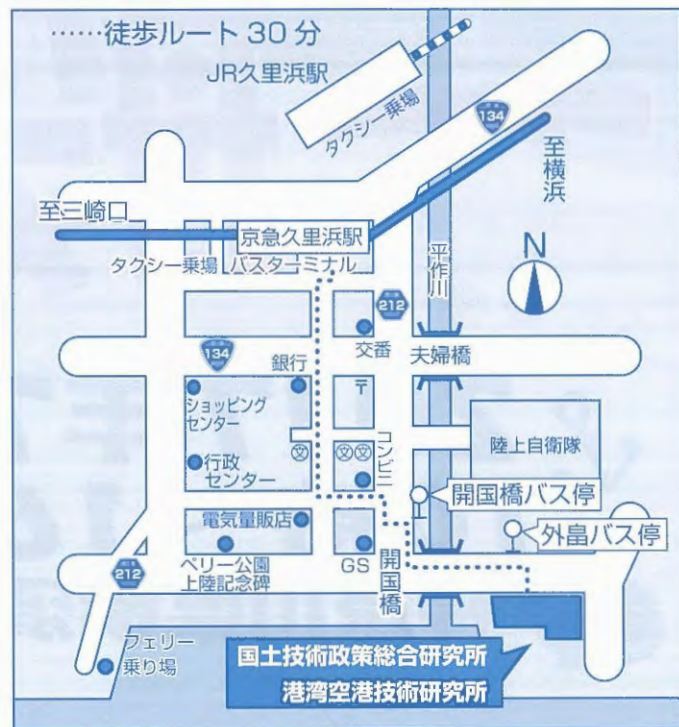 ……徒歩ルート 30 分
JR久里浜駅
タクシー乗場
134
至横浜
至三崎口
京急久里浜駅
タクシー乗場
バスターミナル
平作川
N
212
交番
夫婦橋
134
銀行
〒
ショッピング
センター
文
文文
コンビニ
陸上自衛隊
行政
センター
開国橋バス停
電気量販店
外畠バス停
ペリー公園
上陸記念碑
GS
開国橋
212
フェリー
乗り場
国土技術政策総合研究所
港湾空港技術研究所